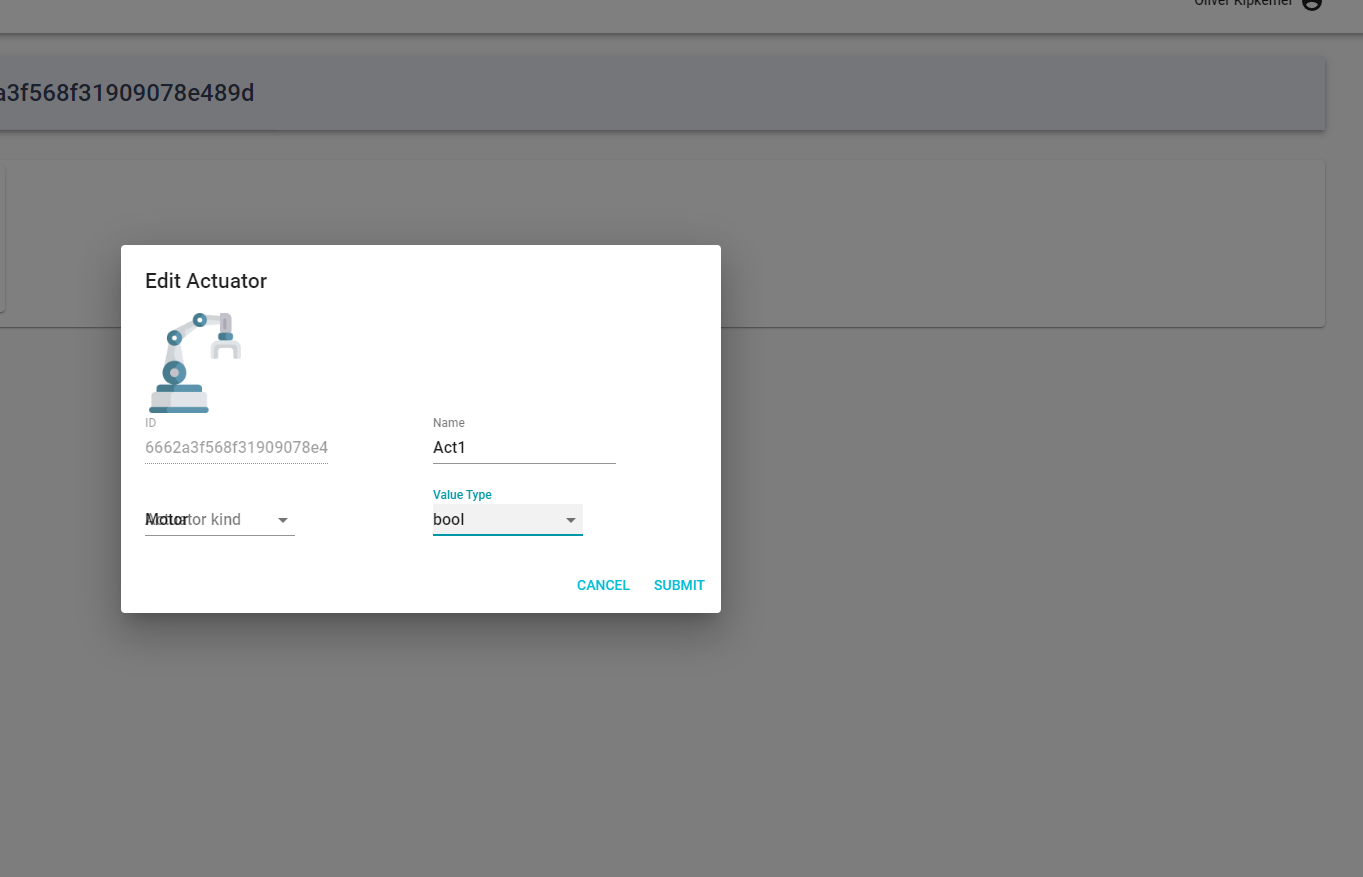 Oliver Kipkemei
a3f568f31909078e489d
Edit Actuator
ID
Name
6662a3f568f31909078e4
Act1
Value Type
Motor
Actuator kind
bool
CANCEL
SUBMIT